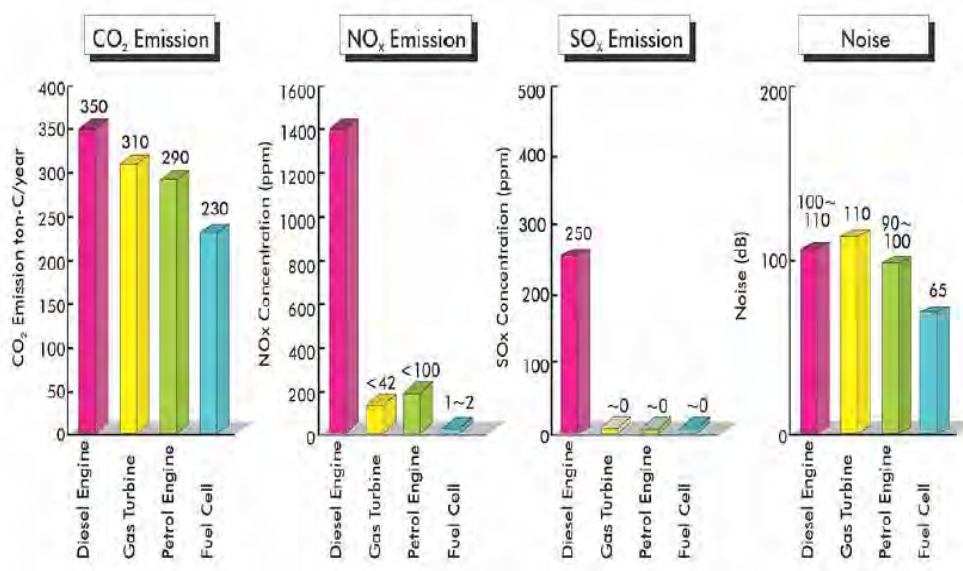 CO₂ Emission
CO₂ Emission ton-C/year
400
350
300
250
200
150
100
50
0
350
310
290
230
Diesel Engine
Gas Turbine
Petrol Engine
Fuel Cell
NOₓ Emission
NOx Concentration (ppm)
1600
1400
1200
1000
800
600
400
200
0
<42
<100
1~2
Diesel Engine
Gas Turbine
Petrol Engine
Fuel Cell
SOₓ Emission
SOx Concentration (ppm)
500
400
300
200
100
0
250
~0
~0
~0
Diesel Engine
Gas Turbine
Petrol Engine
Fuel Cell
Noise
Noise (dB)
200
100
0
100~
110
110
90~
100
65
Diesel Engine
Gas Turbine
Petrol Engine
Fuel Cell